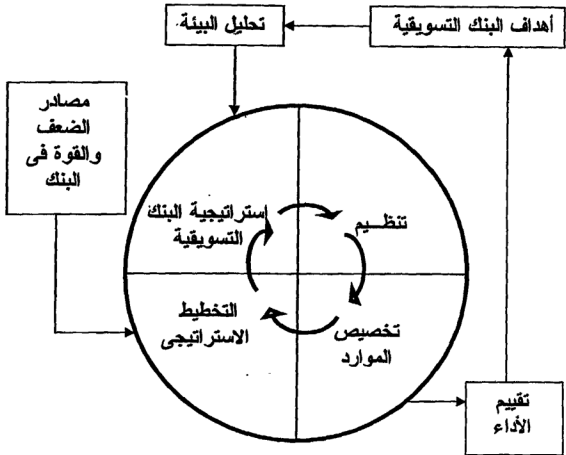 أهداف البنك التسويقية
تحليل البيئة
مصادر
الضعف
والقوة فى
البنك
إستراتيجية البنك
التسويقية
تنظيم
التخطيط
الاستراتيجى
تخصيص
الموارد
تقييم
الأداء